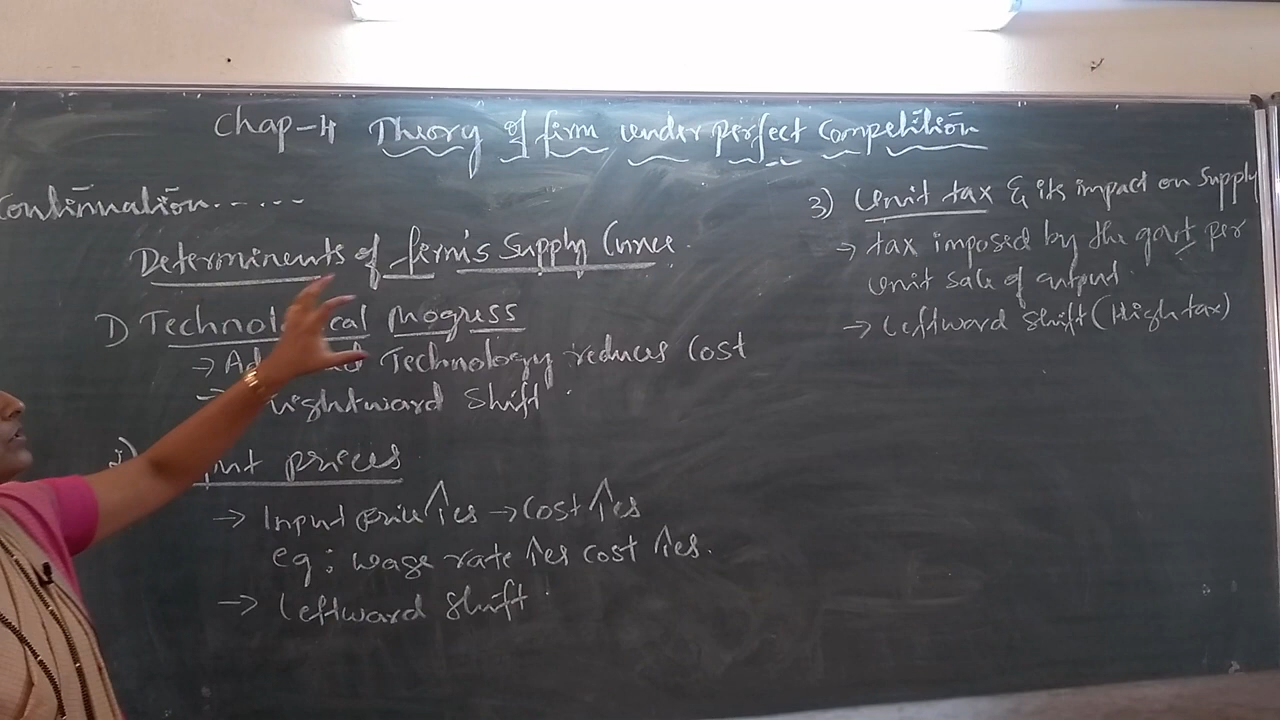 Chap-4 Theory of firm under perfect Competition
Continuation......
Determinents of firm's Supply Curve.
1) Technological Progress
→ Technology reduces Cost
→ rightward Shift
2) Input prices
→ Input price ↑es → Cost ↑es
eg: wage rate ↑es cost ↑es.
→ Leftward Shift
3) Unit tax & its impact on Supply
→ tax imposed by the govt per
Unit sale of output.
→ Leftward Shift (High tax)